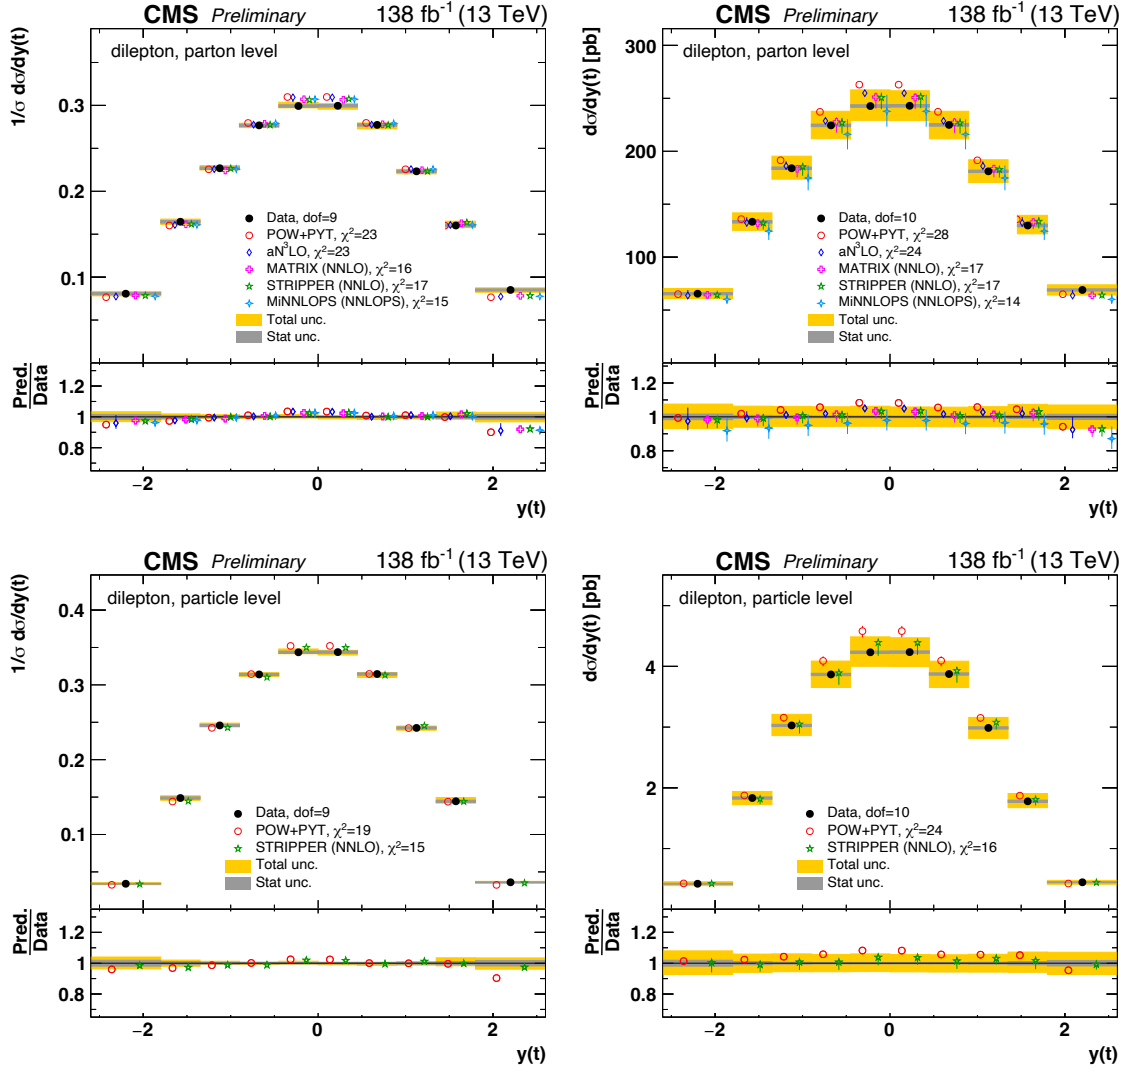 CMS Preliminary 138 fb⁻¹ (13 TeV)
dilepton, parton level
1/σ dσ/dy(t)
0.3
0.2
0.1
Data, dof=9
POW+PYT, χ²=23
aN³LO, χ²=23
MATRIX (NNLO), χ²=16
STRIPPER (NNLO), χ²=17
MiNNLOPS (NNLOPS), χ²=15
Total unc.
Stat unc.
Pred.
Data
1.2
1
0.8
−2 0 2
y(t)
CMS Preliminary 138 fb⁻¹ (13 TeV)
dilepton, parton level
dσ/dy(t) [pb]
300
200
100
Data, dof=10
POW+PYT, χ²=28
aN³LO, χ²=24
MATRIX (NNLO), χ²=17
STRIPPER (NNLO), χ²=17
MiNNLOPS (NNLOPS), χ²=14
Total unc.
Stat unc.
Pred.
Data
1.2
1
0.8
−2 0 2
y(t)
CMS Preliminary 138 fb⁻¹ (13 TeV)
dilepton, particle level
1/σ dσ/dy(t)
0.4
0.3
0.2
0.1
Data, dof=9
POW+PYT, χ²=19
STRIPPER (NNLO), χ²=15
Total unc.
Stat unc.
Pred.
Data
1.2
1
0.8
−2 0 2
y(t)
CMS Preliminary 138 fb⁻¹ (13 TeV)
dilepton, particle level
dσ/dy(t) [pb]
4
2
Data, dof=10
POW+PYT, χ²=24
STRIPPER (NNLO), χ²=16
Total unc.
Stat unc.
Pred.
Data
1.2
1
0.8
−2 0 2
y(t)